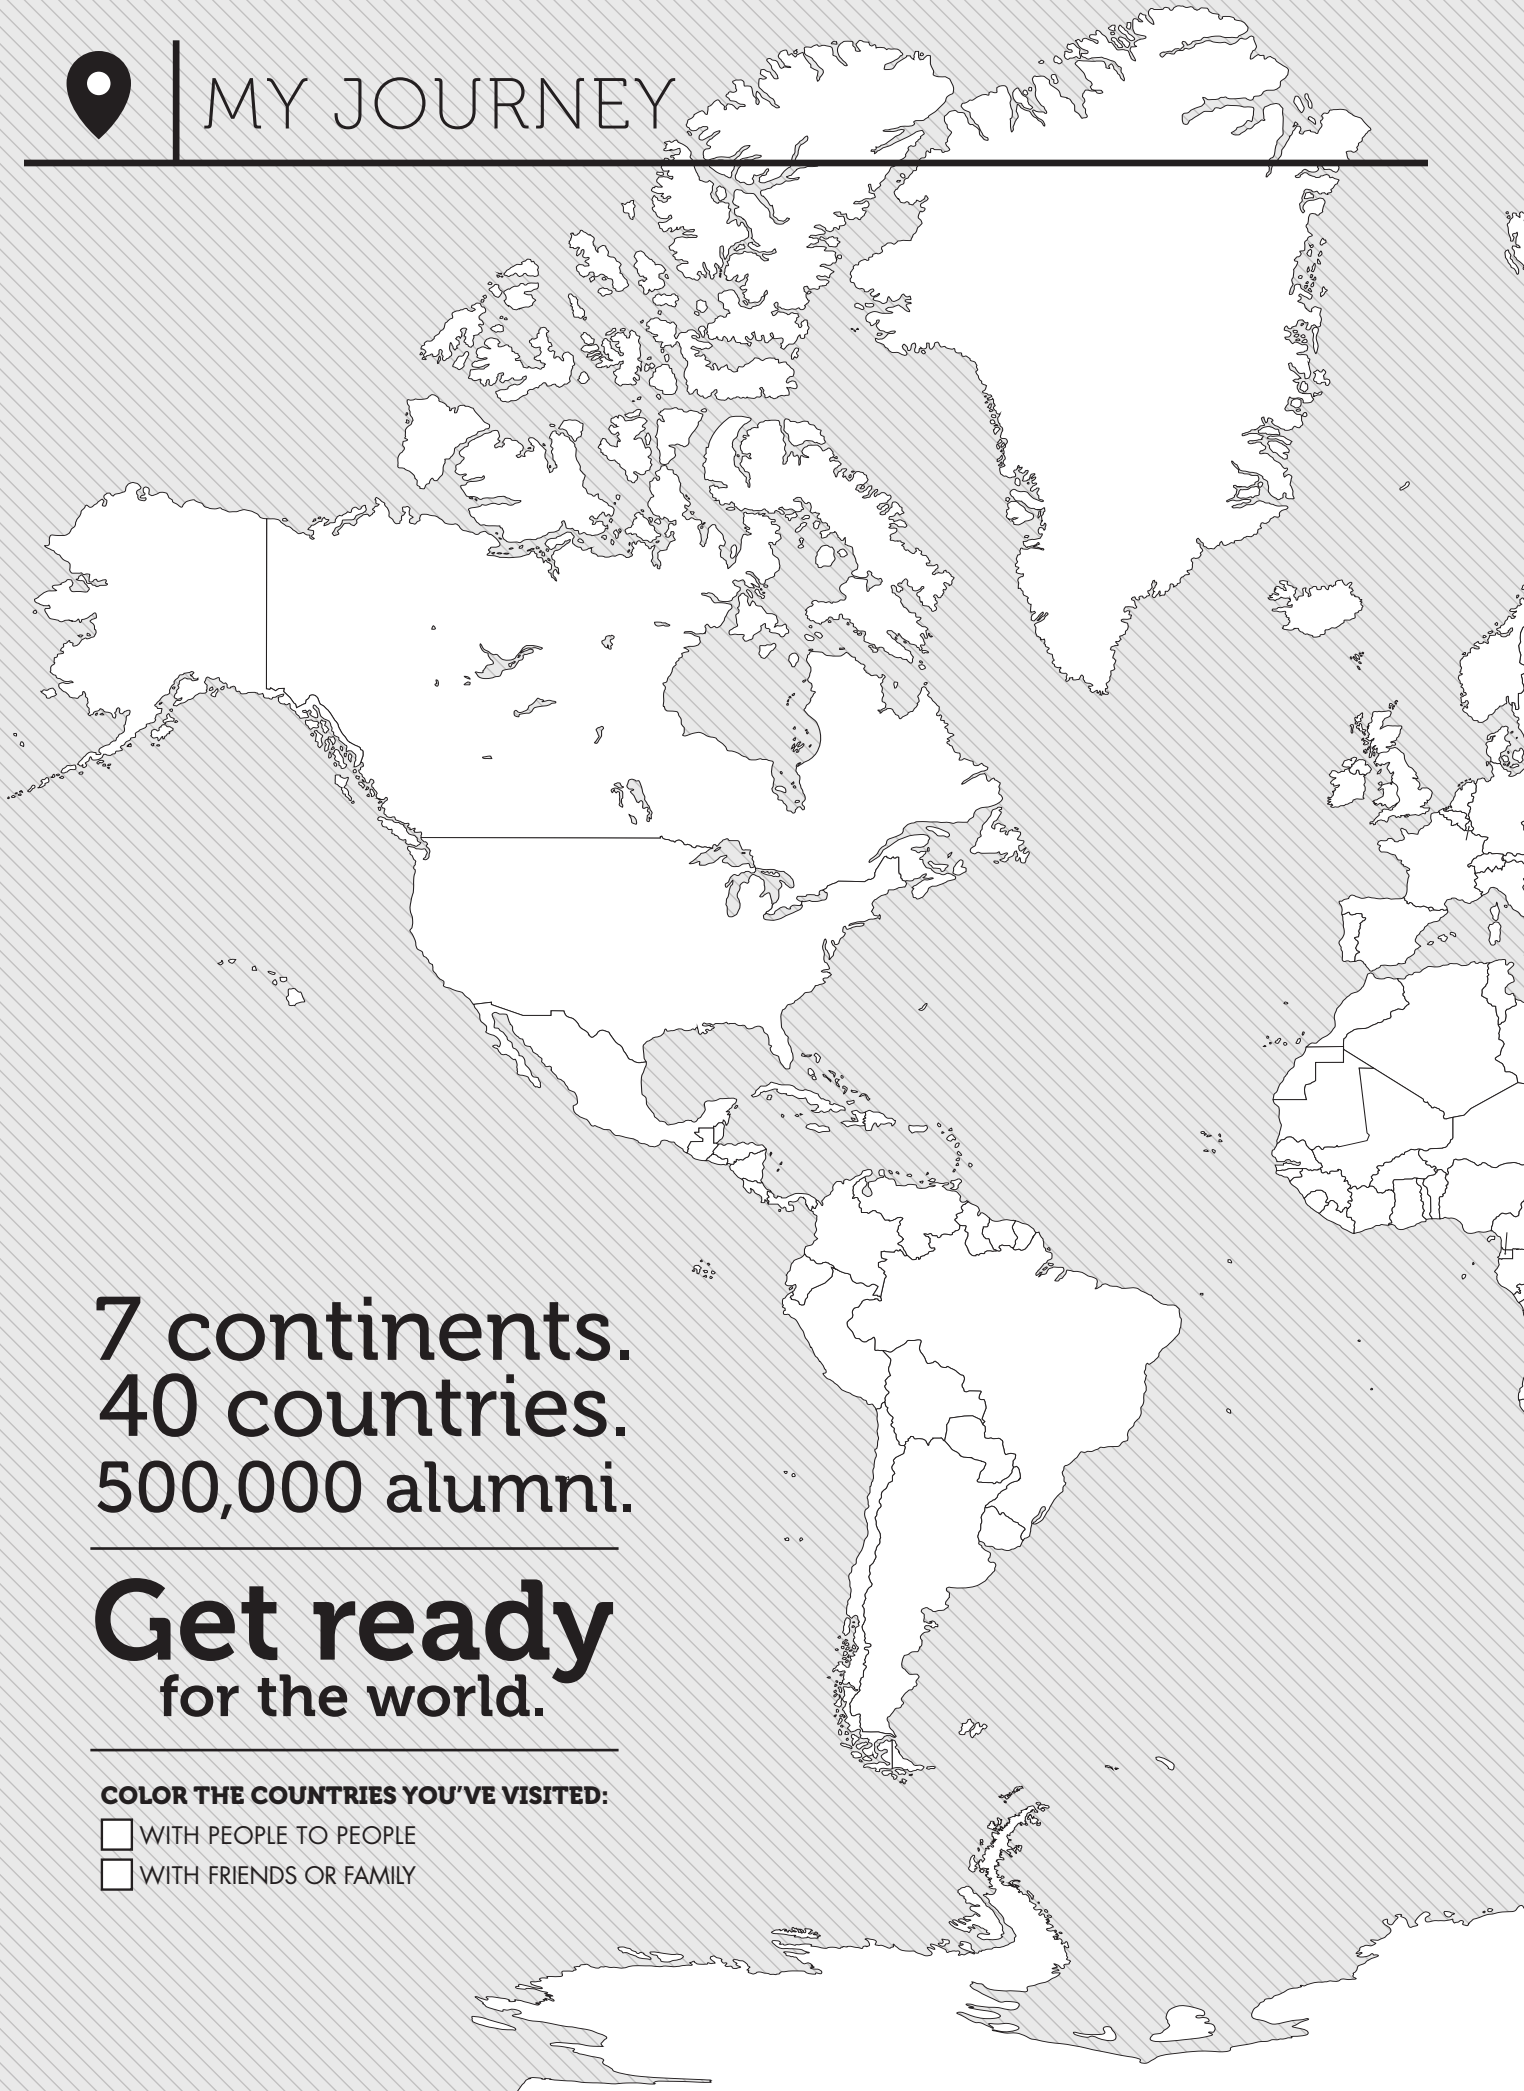 MY JOURNEY
7 continents.
40 countries.
500,000 alumni.
Get ready
for the world.
COLOR THE COUNTRIES YOU'VE VISITED:
WITH PEOPLE TO PEOPLE
WITH FRIENDS OR FAMILY